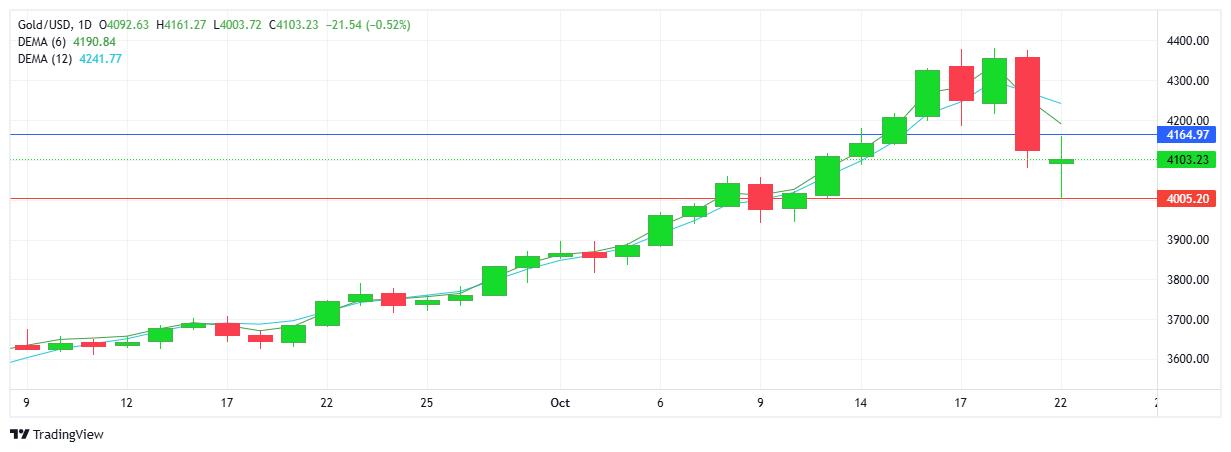 Gold/USD, 1D O4092.63 H4161.27 L4003.72 C4103.23 −21.54 (−0.52%)
DEMA (6) 4190.84
DEMA (12) 4241.77
4400.00
4300.00
4200.00
4164.97
4103.23
4005.20
3900.00
3800.00
3700.00
3600.00
9 12 17 22 25 Oct 6 9 14 17 22
TradingView